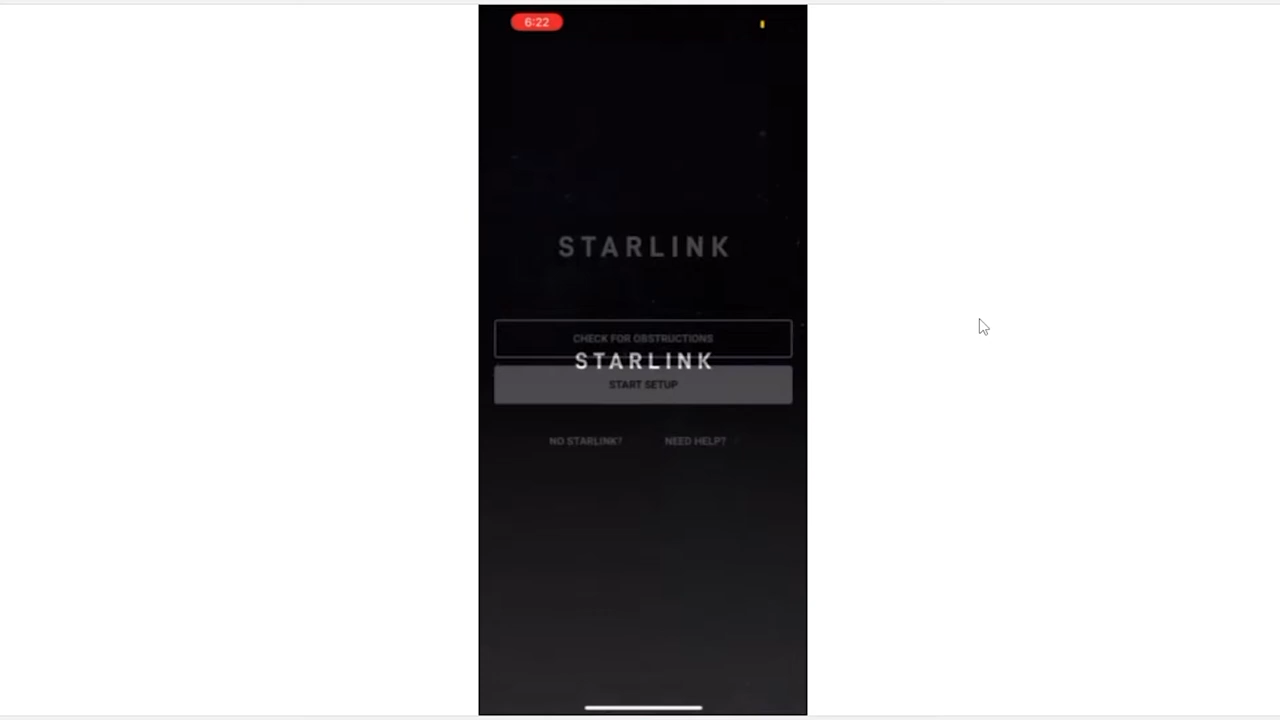 6:22
STARLINK
CHECK FOR OBSTRUCTIONS
STARLINK
START SETUP
NO STARLINK? NEED HELP?